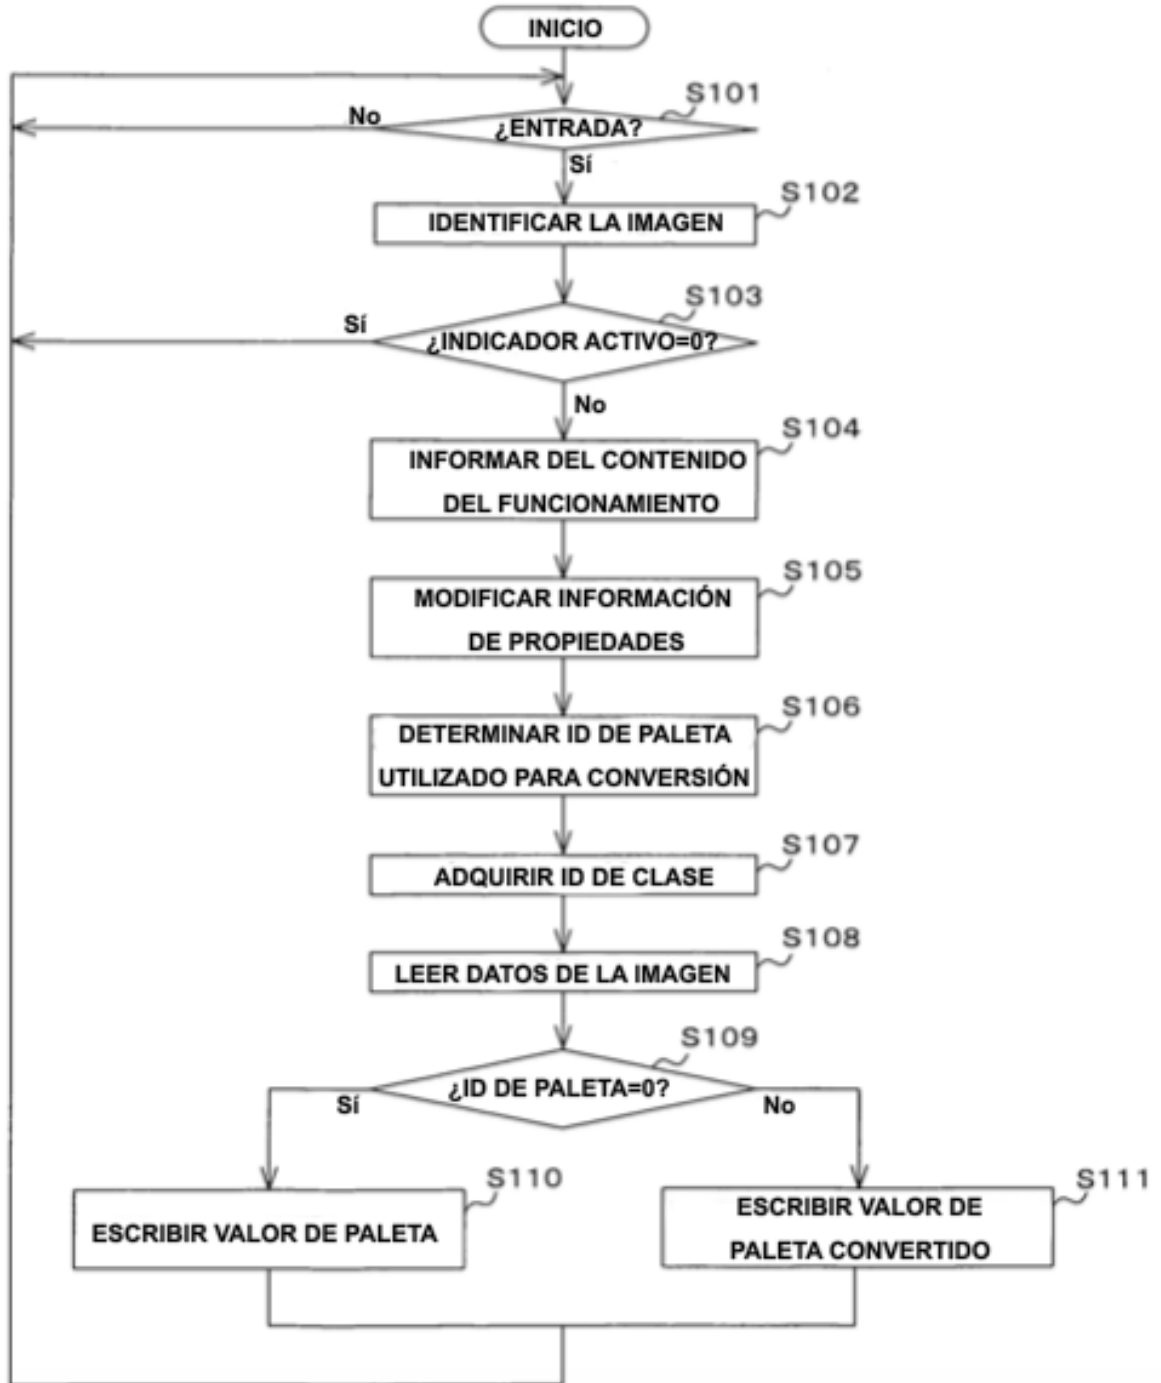 INICIO
S101
No
¿ENTRADA?
Sí
S102
IDENTIFICAR LA IMAGEN
S103
Sí
¿INDICADOR ACTIVO=0?
No
S104
INFORMAR DEL CONTENIDO
DEL FUNCIONAMIENTO
S105
MODIFICAR INFORMACIÓN
DE PROPIEDADES
S106
DETERMINAR ID DE PALETA
UTILIZADO PARA CONVERSIÓN
S107
ADQUIRIR ID DE CLASE
S108
LEER DATOS DE LA IMAGEN
S109
¿ID DE PALETA=0?
Sí
No
S110
ESCRIBIR VALOR DE PALETA
S111
ESCRIBIR VALOR DE
PALETA CONVERTIDO